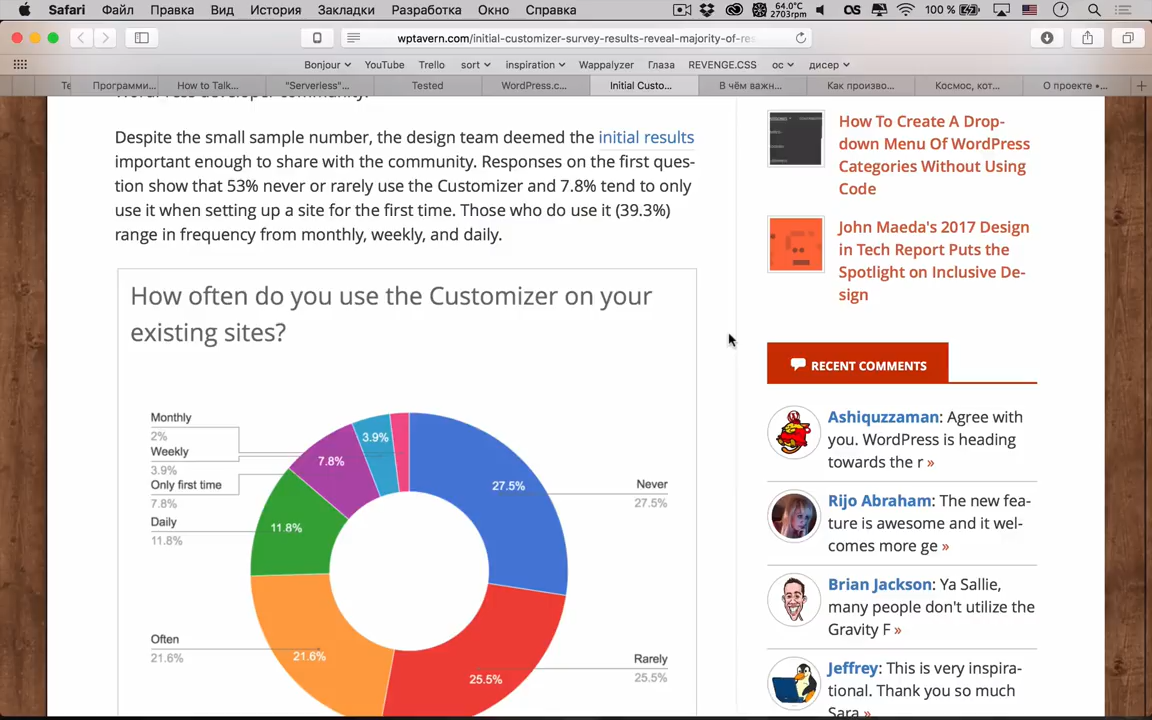 Safari Файл Правка Вид История Закладки Разработка Окно Справка
64.0°C
2703rpm
100 %
wptavern.com/initial-customizer-survey-results-reveal-majority-of-res
Bonjour YouTube Trello sort inspiration Wappalyzer Глаза REVENGE.CSS ос дисер
Те Программи... How to Talk... "Serverless"... Tested WordPress.c... Initial Custo... В чём важн... Как произво... Космос, кот... О проекте •...
WordPress developer community.
Despite the small sample number, the design team deemed the initial results
important enough to share with the community. Responses on the first ques-
tion show that 53% never or rarely use the Customizer and 7.8% tend to only
use it when setting up a site for the first time. Those who do use it (39.3%)
range in frequency from monthly, weekly, and daily.
How often do you use the Customizer on your
existing sites?
Monthly
2%
Weekly
3.9%
Only first time
7.8%
Daily
11.8%
Often
21.6%
3.9%
7.8%
11.8%
21.6%
27.5%
25.5%
Never
27.5%
Rarely
25.5%
How To Create A Drop-
down Menu Of WordPress
Categories Without Using
Code
John Maeda's 2017 Design
in Tech Report Puts the
Spotlight on Inclusive De-
sign
RECENT COMMENTS
Ashiquzzaman: Agree with
you. WordPress is heading
towards the r »
Rijo Abraham: The new fea-
ture is awesome and it wel-
comes more ge »
Brian Jackson: Ya Sallie,
many people don't utilize the
Gravity F »
Jeffrey: This is very inspira-
tional. Thank you so much
Sara »